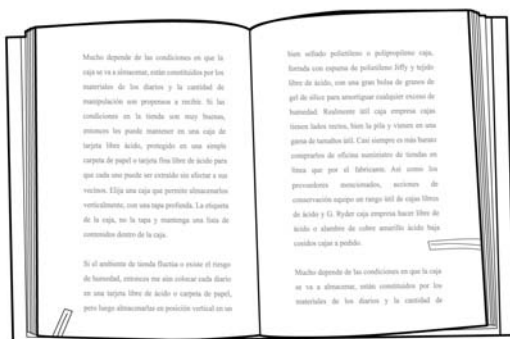 Mucho depende de las condiciones en que la
caja se va a almacenar, están constituidos por los
materiales de los diarios y la cantidad de
manipulación son propensos a recibir. Si las
condiciones en la tienda son muy buenas,
entonces los puede mantener en una caja de
tarjeta libre ácido, protegido en una simple
carpeta de papel o tarjeta fina libre de ácido para
que cada uno puede ser extraído sin afectar a sus
vecinos. Elija una caja que permite almacenarlos
verticalmente, con una tapa profunda. La etiqueta
de la caja, no la tapa y mantenga una lista de
contenidos dentro de la caja.
Si el ambiente de tienda fluctúa o existe el riesgo
de humedad, entonces me aún colocar cada diario
en una tarjeta libre de ácido o carpeta de papel,
pero luego almacenarlas en posición vertical en un
bien sellado polietileno o polipropileno caja,
forrada con espuma de polietileno Jiffy y tejido
libre de ácido, con una gran bolsa de granos de
gel de sílice para amortiguar cualquier exceso de
humedad. Realmente útil caja empresa cajas
tienen lados rectos, bien la pila y vienen en una
gama de tamaños útil. Casi siempre es más barato
comprarlos de oficina suministro de tiendas en
línea que por el fabricante. Así como los
proveedores mencionados, acciones de
conservación equipo un rango útil de cajas libres
de ácido y G. Ryder caja empresa hacer libre de
ácido o alambre de cobre amarillo ácido baja
cosidos cajas a pedido.
Mucho depende de las condiciones en que la caja
se va a almacenar, están constituidos por los
materiales de los diarios y la cantidad de